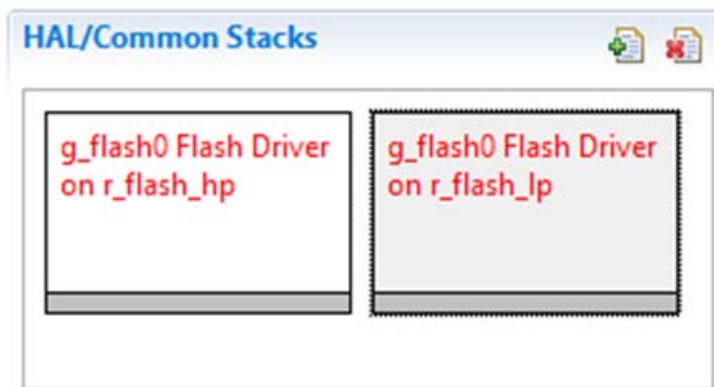 HAL/Common Stacks
g_flash0 Flash Driver
on r_flash_hp
g_flash0 Flash Driver
on r_flash_lp